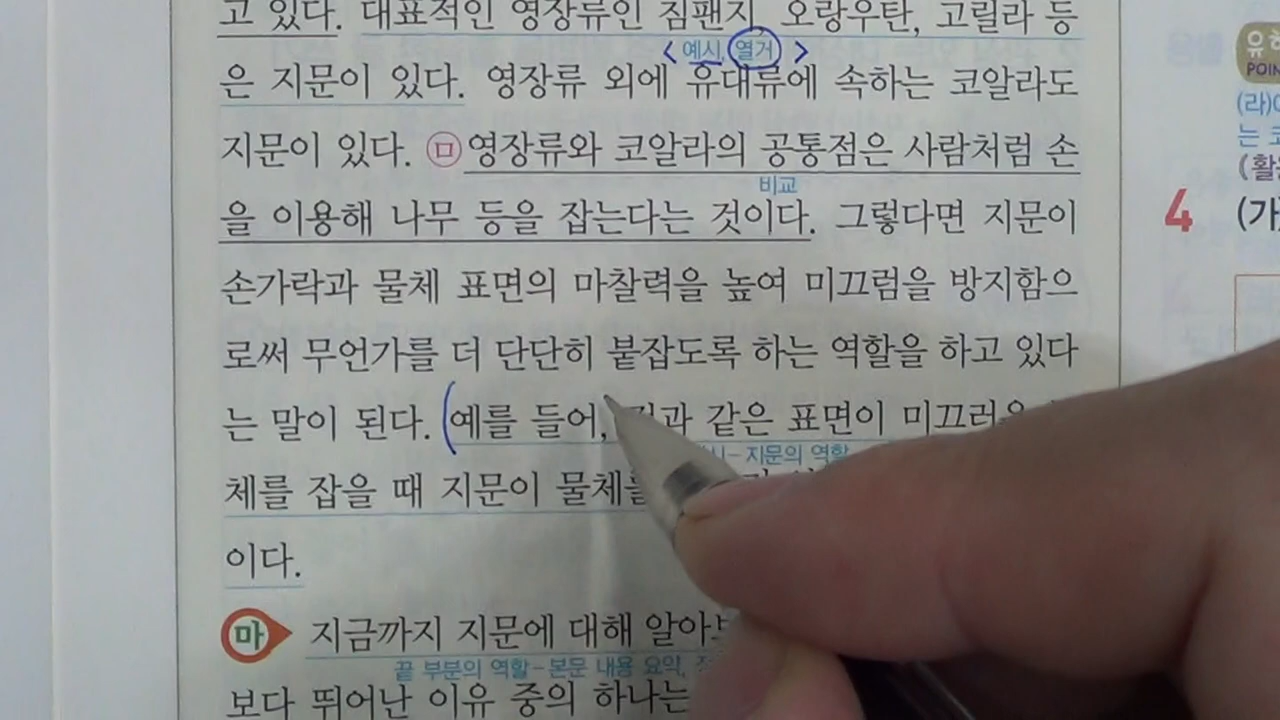 고 있다. 대표적인 영장류인 침팬지, 오랑우탄, 고릴라 등
< 예시, 열거 >
은 지문이 있다. 영장류 외에 유대류에 속하는 코알라도
지문이 있다. ㅁ 영장류와 코알라의 공통점은 사람처럼 손
비교
을 이용해 나무 등을 잡는다는 것이다. 그렇다면 지문이
손가락과 물체 표면의 마찰력을 높여 미끄럼을 방지함으
로써 무언가를 더 단단히 붙잡도록 하는 역할을 하고 있다
는 말이 된다. (예를 들어, 같은 표면이
지문의 역할
체를 잡을 때 지문이
이다.
마 지금까지 지문에 대해
끝 부분의 역할-본문 내용 요약,
보다 뛰어난 이유 중의 하나는
POIN
(라)
는
4 (가)